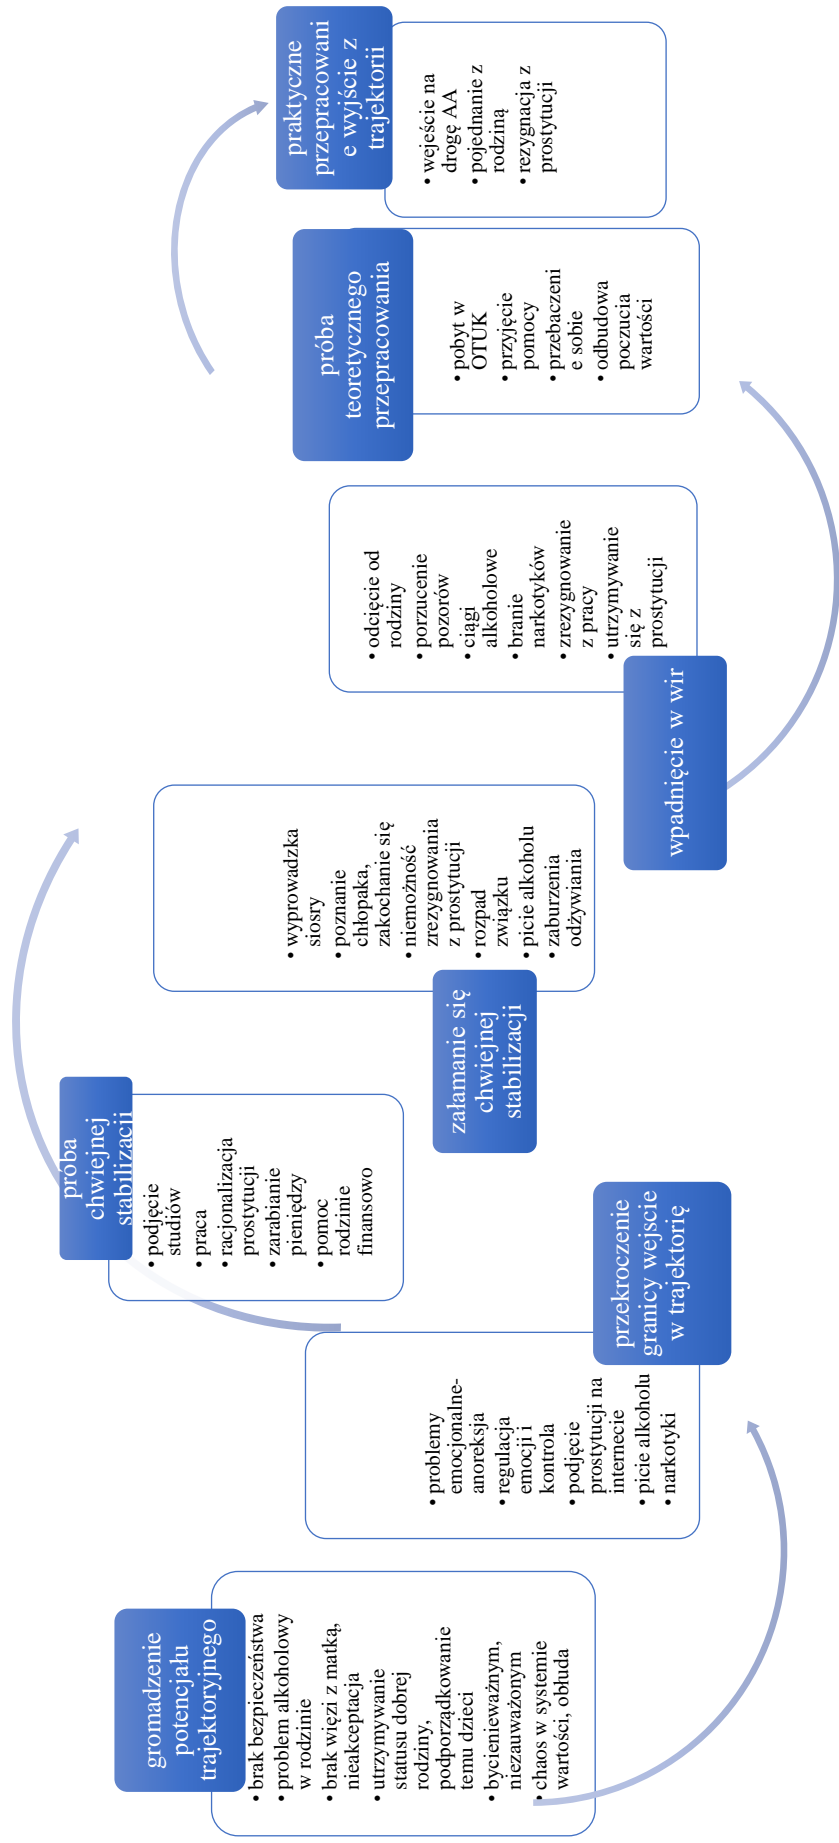 gromadzenie
potencjału
trajektoryjnego
• brak bezpieczeństwa
• problem alkoholowy
w rodzinie
• brak więzi z matką,
nieakceptacja
• utrzymywanie
statusu dobrej
rodziny,
podporządkowanie
temu dzieci
• bycienieważnym,
niezauważonym
• chaos w systemie
wartości, obłuda
przekroczenie
granicy wejscie
w trajektorię
• problemy
emocjonalne-
anoreksja
• regulacja
emocji i
kontrola
• podjęcie
prostytucji na
internecie
• picie alkoholu
• narkotyki
próba
chwiejnej
stabilizacji
• podjęcie
studiów
• praca
• racjonalizacja
prostytucji
• zarabianie
pieniędzy
• pomoc
rodzinie
finansowo
załamanie się
chwiejnej
stabilizacji
• wyprowadzka
siosry
• poznanie
chłopaka,
zakochanie się
• niemożność
zrezygnowania
z prostytucji
• rozpad
związku
• picie alkoholu
• zaburzenia
odżywiania
wpadnięcie w wir
• odcięcie od
rodziny
• porzucenie
pozorów
• ciągi
alkoholowe
• branie
narkotyków
• zrezygnowanie
z pracy
• utrzymywanie
się z
prostytucji
próba
teoretycznego
przepracowania
• pobyt w
OTUK
• przyjęcie
pomocy
• przebaczeni
e sobie
• odbudowa
poczucia
wartości
praktyczne
przepracowani
e wyjście z
trajektorii
• wejeście na
drogę AA
• pojednanie z
rodziną
• rezygnacja z
prostytucji